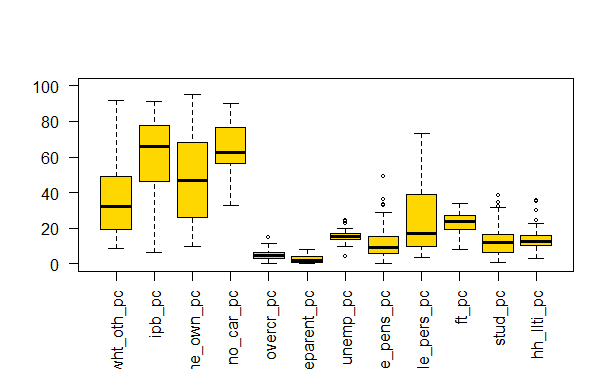 100
80
60
40
20
0
wht_oth_pc
ipb_pc
ne_own_pc
no_car_pc
overcr_pc
eparent_pc
unemp_pc
e_pens_pc
le_pers_pc
ft_pc
stud_pc
hh_llti_pc